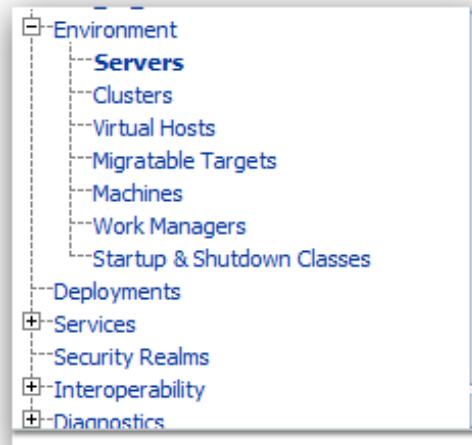 Environment
Servers
Clusters
Virtual Hosts
Migratable Targets
Machines
Work Managers
Startup & Shutdown Classes
Deployments
Services
Security Realms
Interoperability
Diagnostics